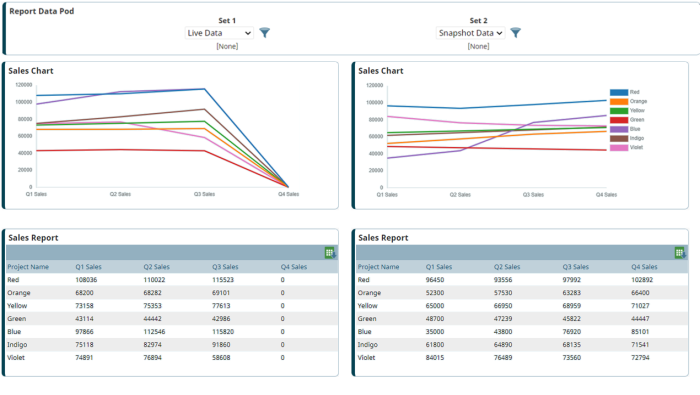 Report Data Pod
Set 1
Live Data
[None]
Set 2
Snapshot Data
[None]
Sales Chart
120000
100000
80000
60000
40000
20000
0
Q1 Sales Q2 Sales Q3 Sales Q4 Sales
Sales Chart
120000
100000
80000
60000
40000
20000
0
Q1 Sales Q2 Sales Q3 Sales Q4 Sales
Red
Orange
Yellow
Green
Blue
Indigo
Violet
Sales Report
Project Name Q1 Sales Q2 Sales Q3 Sales Q4 Sales
Red 108036 110022 115523 0
Orange 68200 68282 69101 0
Yellow 73158 75353 77613 0
Green 43114 44442 42986 0
Blue 97866 112546 115820 0
Indigo 75118 82974 91860 0
Violet 74891 76894 58608 0
Sales Report
Project Name Q1 Sales Q2 Sales Q3 Sales Q4 Sales
Red 96450 93556 97992 102892
Orange 52300 57530 63283 66400
Yellow 65000 66950 68959 71027
Green 48700 47239 45822 44447
Blue 35000 43800 76920 85101
Indigo 61800 64890 68135 71541
Violet 84015 76489 73560 72794